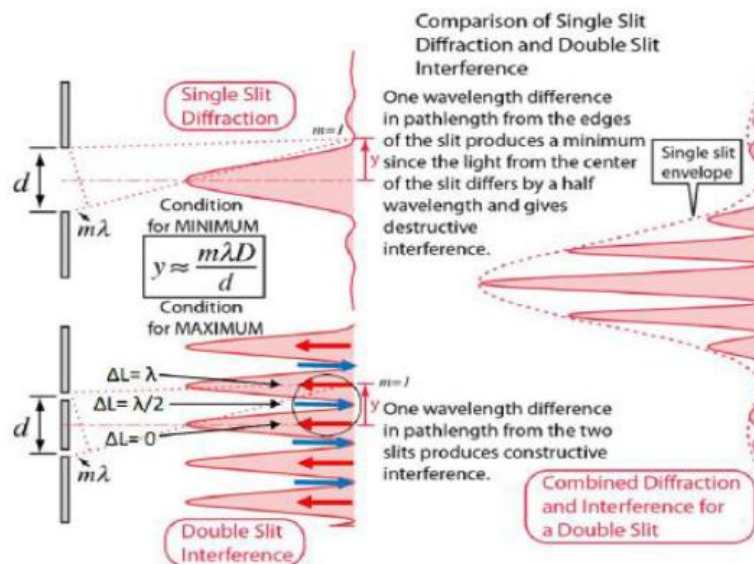 Comparison of Single Slit
Diffraction and Double Slit
Interference
Single Slit
Diffraction
m=1
y
d
mλ
Condition
for MINIMUM
y ≈ mλD/d
Condition
for MAXIMUM
One wavelength difference
in pathlength from the edges
of the slit produces a minimum
since the light from the center
of the slit differs by a half
wavelength and gives
destructive
interference.
Single slit
envelope
ΔL= λ
ΔL= λ/2
ΔL= 0
m=1
y
d
mλ
One wavelength difference
in pathlength from the two
slits produces constructive
interference.
Double Slit
Interference
Combined Diffraction
and Interference for
a Double Slit